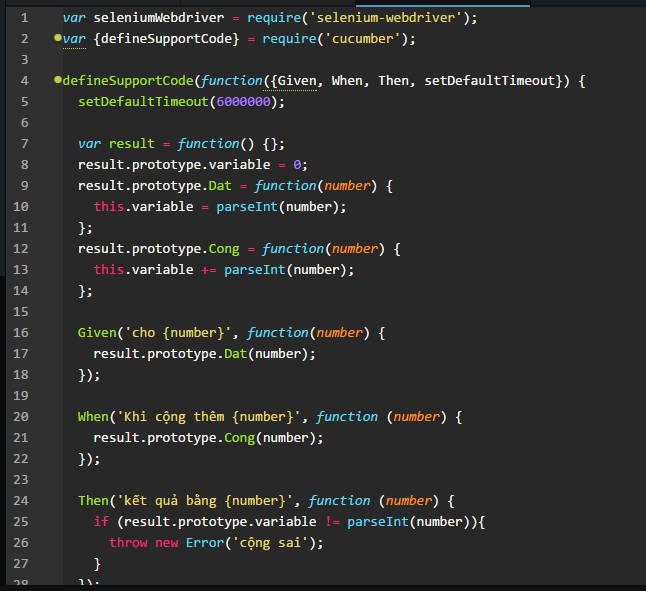 1 var seleniumWebdriver = require('selenium-webdriver');
2 var {defineSupportCode} = require('cucumber');
3
4 defineSupportCode(function({Given, When, Then, setDefaultTimeout}) {
5 setDefaultTimeout(6000000);
6
7 var result = function() {};
8 result.prototype.variable = 0;
9 result.prototype.Dat = function(number) {
10 this.variable = parseInt(number);
11 };
12 result.prototype.Cong = function(number) {
13 this.variable += parseInt(number);
14 };
15
16 Given('cho {number}', function(number) {
17 result.prototype.Dat(number);
18 });
19
20 When('Khi cộng thêm {number}', function (number) {
21 result.prototype.Cong(number);
22 });
23
24 Then('kết quả bằng {number}', function (number) {
25 if (result.prototype.variable != parseInt(number)){
26 throw new Error('cộng sai');
27 }
28 });